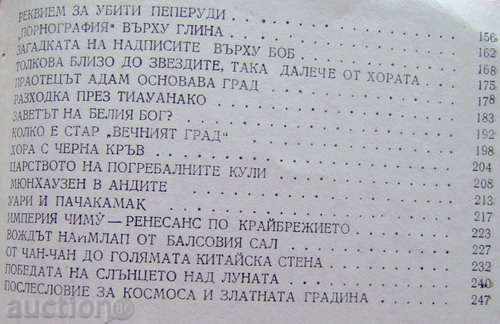 РЕКВИЕМ ЗА УБИТИ ПЕПЕРУДИ 156
„ПОРНОГРАФИЯ" ВЪРХУ ГЛИНА 162
ЗАГАДКАТА НА НАДПИСИТЕ ВЪРХУ БОБ 168
ТОЛКОВА БЛИЗО ДО ЗВЕЗДИТЕ, ТАКА ДАЛЕЧЕ ОТ ХОРАТА 175
ПРАОТЕЦЪТ АДАМ ОСНОВАВА ГРАД 178
РАЗХОДКА ПРЕЗ ТИАУАНАКО 183
ЗАВЕТЪТ НА БЕЛИЯ БОГ? 192
КОЛКО Е СТАР „ВЕЧНИЯТ ГРАД" 198
ХОРА С ЧЕРНА КРЪВ 204
ЦАРСТВОТО НА ПОГРЕБАЛНИТЕ КУЛИ 208
МЮНХАУЗЕН В АНДИТЕ 213
УАРИ И ПАЧАКАМАК 217
ИМПЕРИЯ ЧИМУ — РЕНЕСАНС ПО КРАЙБРЕЖИЕТО 223
ВОЖДЪТ НАЙМЛАП ОТ БАЛСОВИЯ САЛ 227
ОТ ЧАН-ЧАН ДО ГОЛЯМАТА КИТАЙСКА СТЕНА 232
ПОБЕДАТА НА СЛЪНЦЕТО НАД ЛУНАТА 240
ПОСЛЕСЛОВИЕ ЗА КОСМОСА И ЗЛАТНАТА ГРАДИНА 247
auction